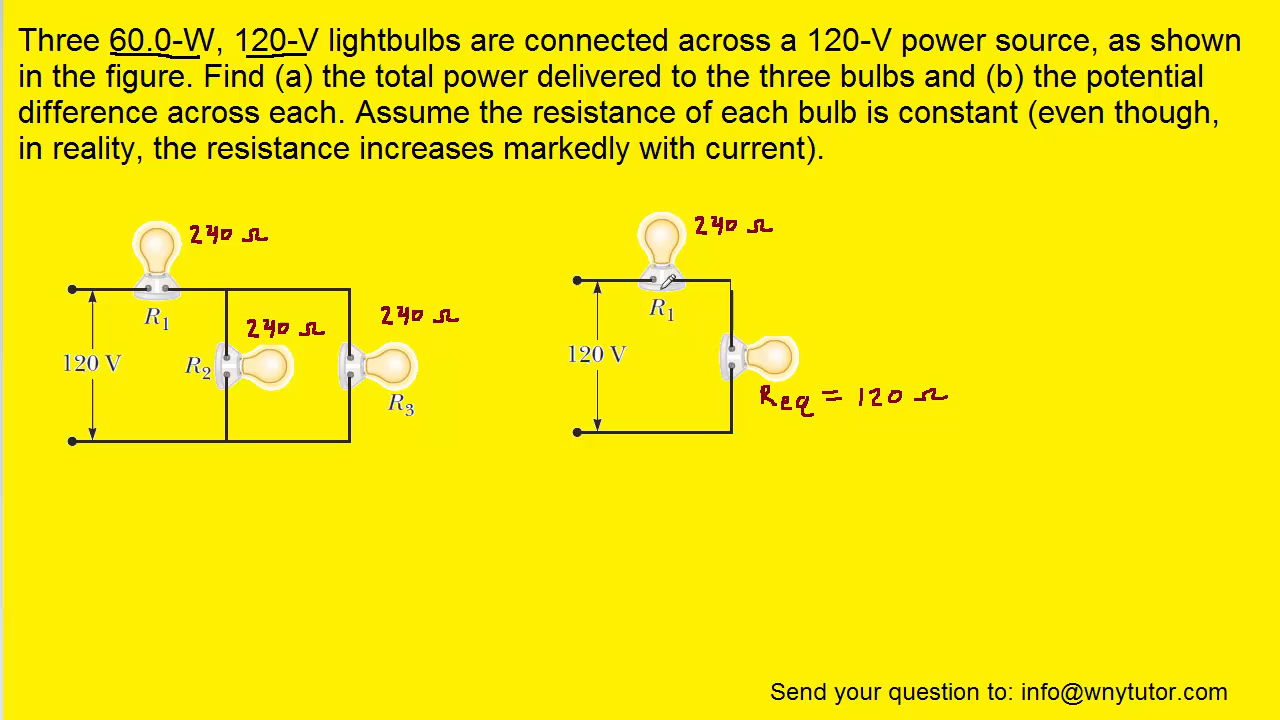 Three 60.0-W, 120-V lightbulbs are connected across a 120-V power source, as shown
in the figure. Find (a) the total power delivered to the three bulbs and (b) the potential
difference across each. Assume the resistance of each bulb is constant (even though,
in reality, the resistance increases markedly with current).
240 Ω
R₁
120 V
R₂
240 Ω
240 Ω
R₃
240 Ω
R₁
120 V
Req = 120 Ω
Send your question to: info@wnytutor.com